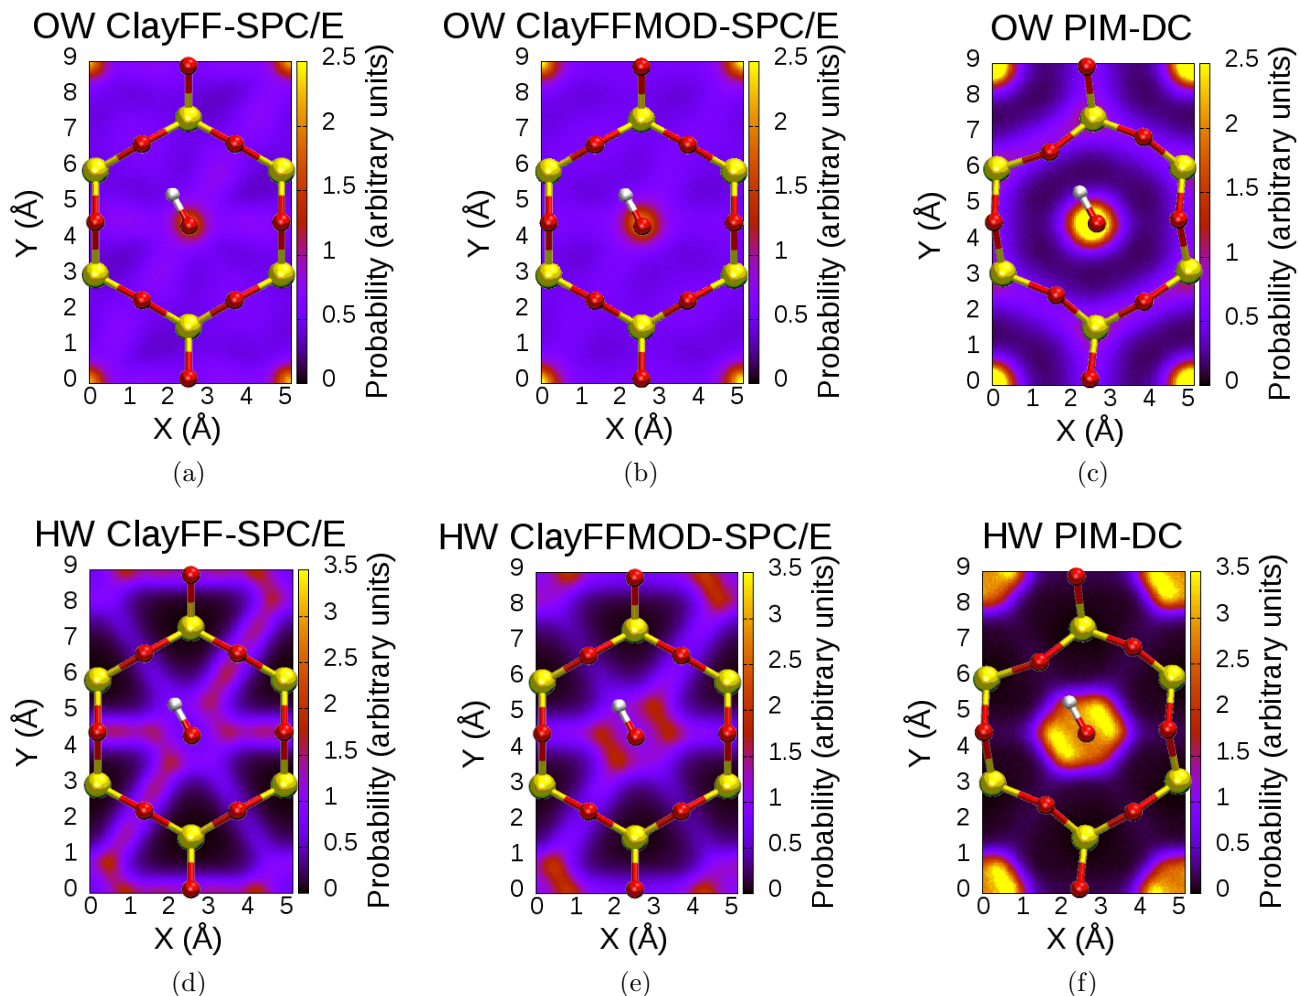 OW ClayFF-SPC/E
9
8
7
6
5
4
3
2
1
0
Y (Å)
0 1 2 3 4 5
X (Å)
2.5
2
1.5
1
0.5
0
Probability (arbitrary units)
(a)
OW ClayFFMOD-SPC/E
9
8
7
6
5
4
3
2
1
0
Y (Å)
0 1 2 3 4 5
X (Å)
2.5
2
1.5
1
0.5
0
Probability (arbitrary units)
(b)
OW PIM-DC
9
8
7
6
5
4
3
2
1
0
Y (Å)
0 1 2 3 4 5
X (Å)
2.5
2
1.5
1
0.5
0
Probability (arbitrary units)
(c)
HW ClayFF-SPC/E
9
8
7
6
5
4
3
2
1
0
Y (Å)
0 1 2 3 4 5
X (Å)
3.5
3
2.5
2
1.5
1
0.5
0
Probability (arbitrary units)
(d)
HW ClayFFMOD-SPC/E
9
8
7
6
5
4
3
2
1
0
Y (Å)
0 1 2 3 4 5
X (Å)
3.5
3
2.5
2
1.5
1
0.5
0
Probability (arbitrary units)
(e)
HW PIM-DC
9
8
7
6
5
4
3
2
1
0
Y (Å)
0 1 2 3 4 5
X (Å)
3.5
3
2.5
2
1.5
1
0.5
0
Probability (arbitrary units)
(f)